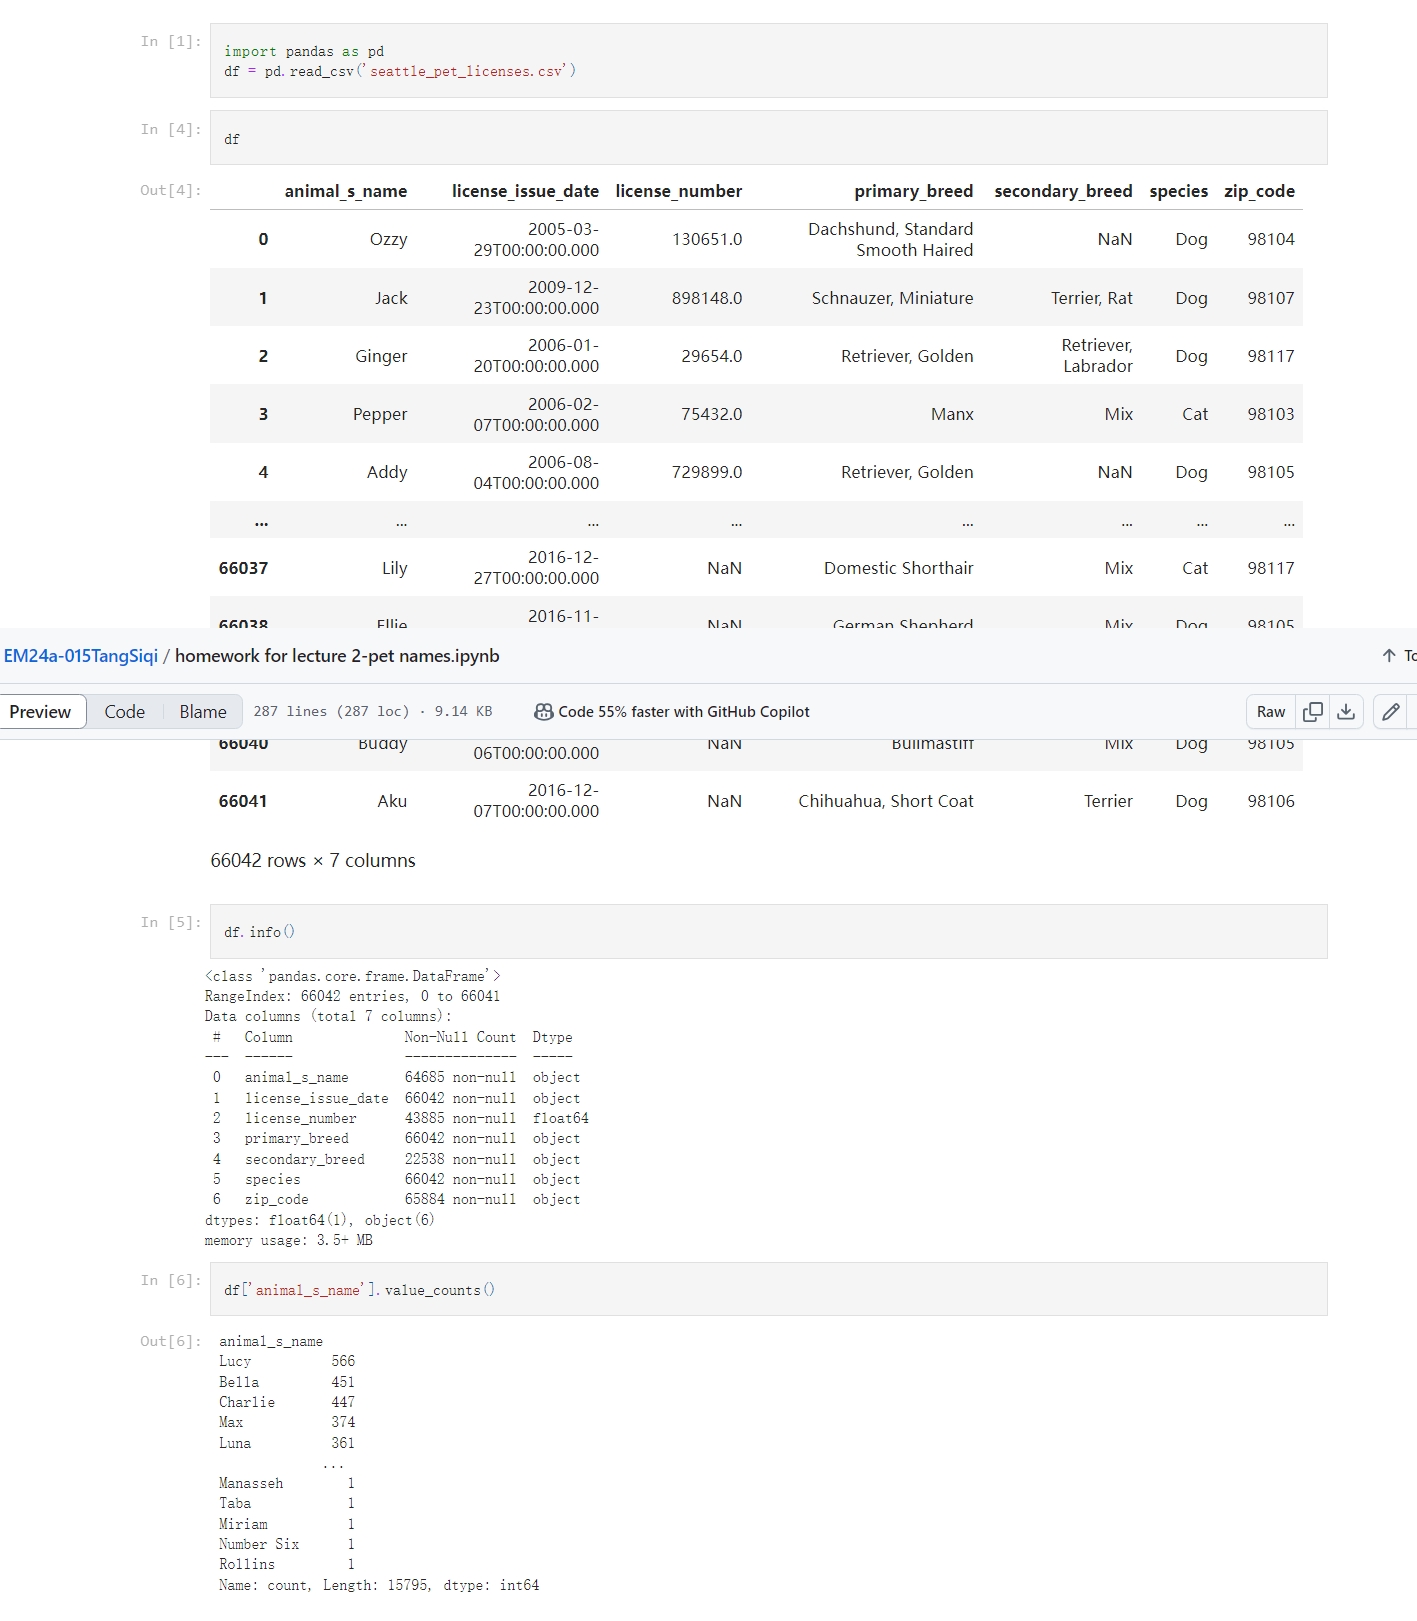 In [1]:
import pandas as pd
df = pd.read_csv('seattle_pet_licenses.csv')
In [4]:
df
Out[4]:
animal_s_name license_issue_date license_number primary_breed secondary_breed species zip_code
0 Ozzy 2005-03-29T00:00:00.000 130651.0 Dachshund, Standard Smooth Haired NaN Dog 98104
1 Jack 2009-12-23T00:00:00.000 898148.0 Schnauzer, Miniature Terrier, Rat Dog 98107
2 Ginger 2006-01-20T00:00:00.000 29654.0 Retriever, Golden Retriever, Labrador Dog 98117
3 Pepper 2006-02-07T00:00:00.000 75432.0 Manx Mix Cat 98103
4 Addy 2006-08-04T00:00:00.000 729899.0 Retriever, Golden NaN Dog 98105
... ... ... ... ... ... ... ...
66037 Lily 2016-12-27T00:00:00.000 NaN Domestic Shorthair Mix Cat 98117
66038 Ellie 2016-11- NaN German Shepherd Mix Dog 98105
EM24a-015TangSiqi / homework for lecture 2-pet names.ipynb
Preview Code Blame 287 lines (287 loc) · 9.14 KB Code 55% faster with GitHub Copilot Raw
66040 Buddy 06T00:00:00.000 NaN Bullmastiff Mix Dog 98105
66041 Aku 2016-12-07T00:00:00.000 NaN Chihuahua, Short Coat Terrier Dog 98106
66042 rows × 7 columns
In [5]:
df.info()
<class 'pandas.core.frame.DataFrame'>
RangeIndex: 66042 entries, 0 to 66041
Data columns (total 7 columns):
# Column Non-Null Count Dtype
--- ------ -------------- -----
0 animal_s_name 64685 non-null object
1 license_issue_date 66042 non-null object
2 license_number 43885 non-null float64
3 primary_breed 66042 non-null object
4 secondary_breed 22538 non-null object
5 species 66042 non-null object
6 zip_code 65884 non-null object
dtypes: float64(1), object(6)
memory usage: 3.5+ MB
In [6]:
df['animal_s_name'].value_counts()
Out[6]:
animal_s_name
Lucy 566
Bella 451
Charlie 447
Max 374
Luna 361
...
Manasseh 1
Taba 1
Miriam 1
Number Six 1
Rollins 1
Name: count, Length: 15795, dtype: int64